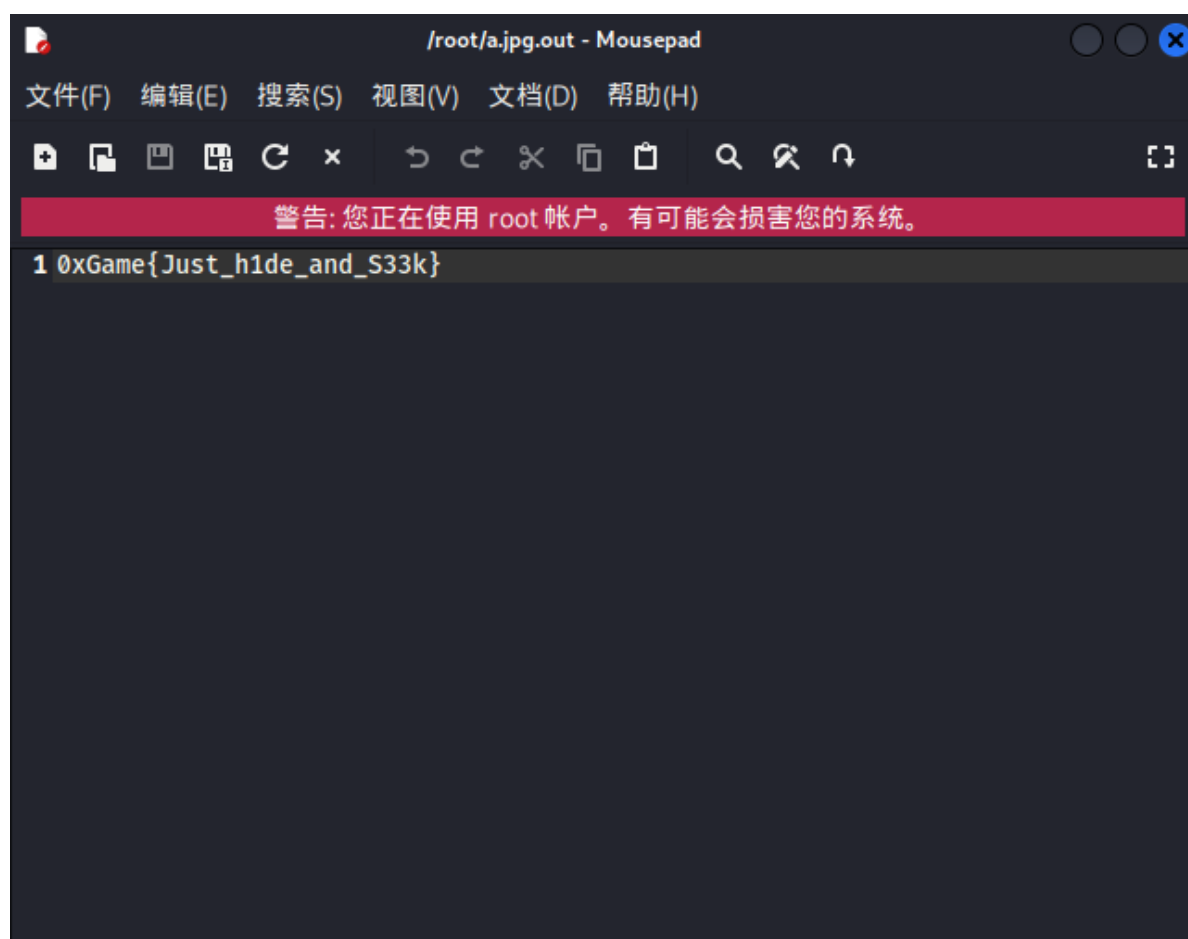 /root/a.jpg.out - Mousepad
文件(F) 编辑(E) 搜索(S) 视图(V) 文档(D) 帮助(H)
警告: 您正在使用 root 帐户。有可能会损害您的系统。
1 0xGame{Just_h1de_and_S33k}